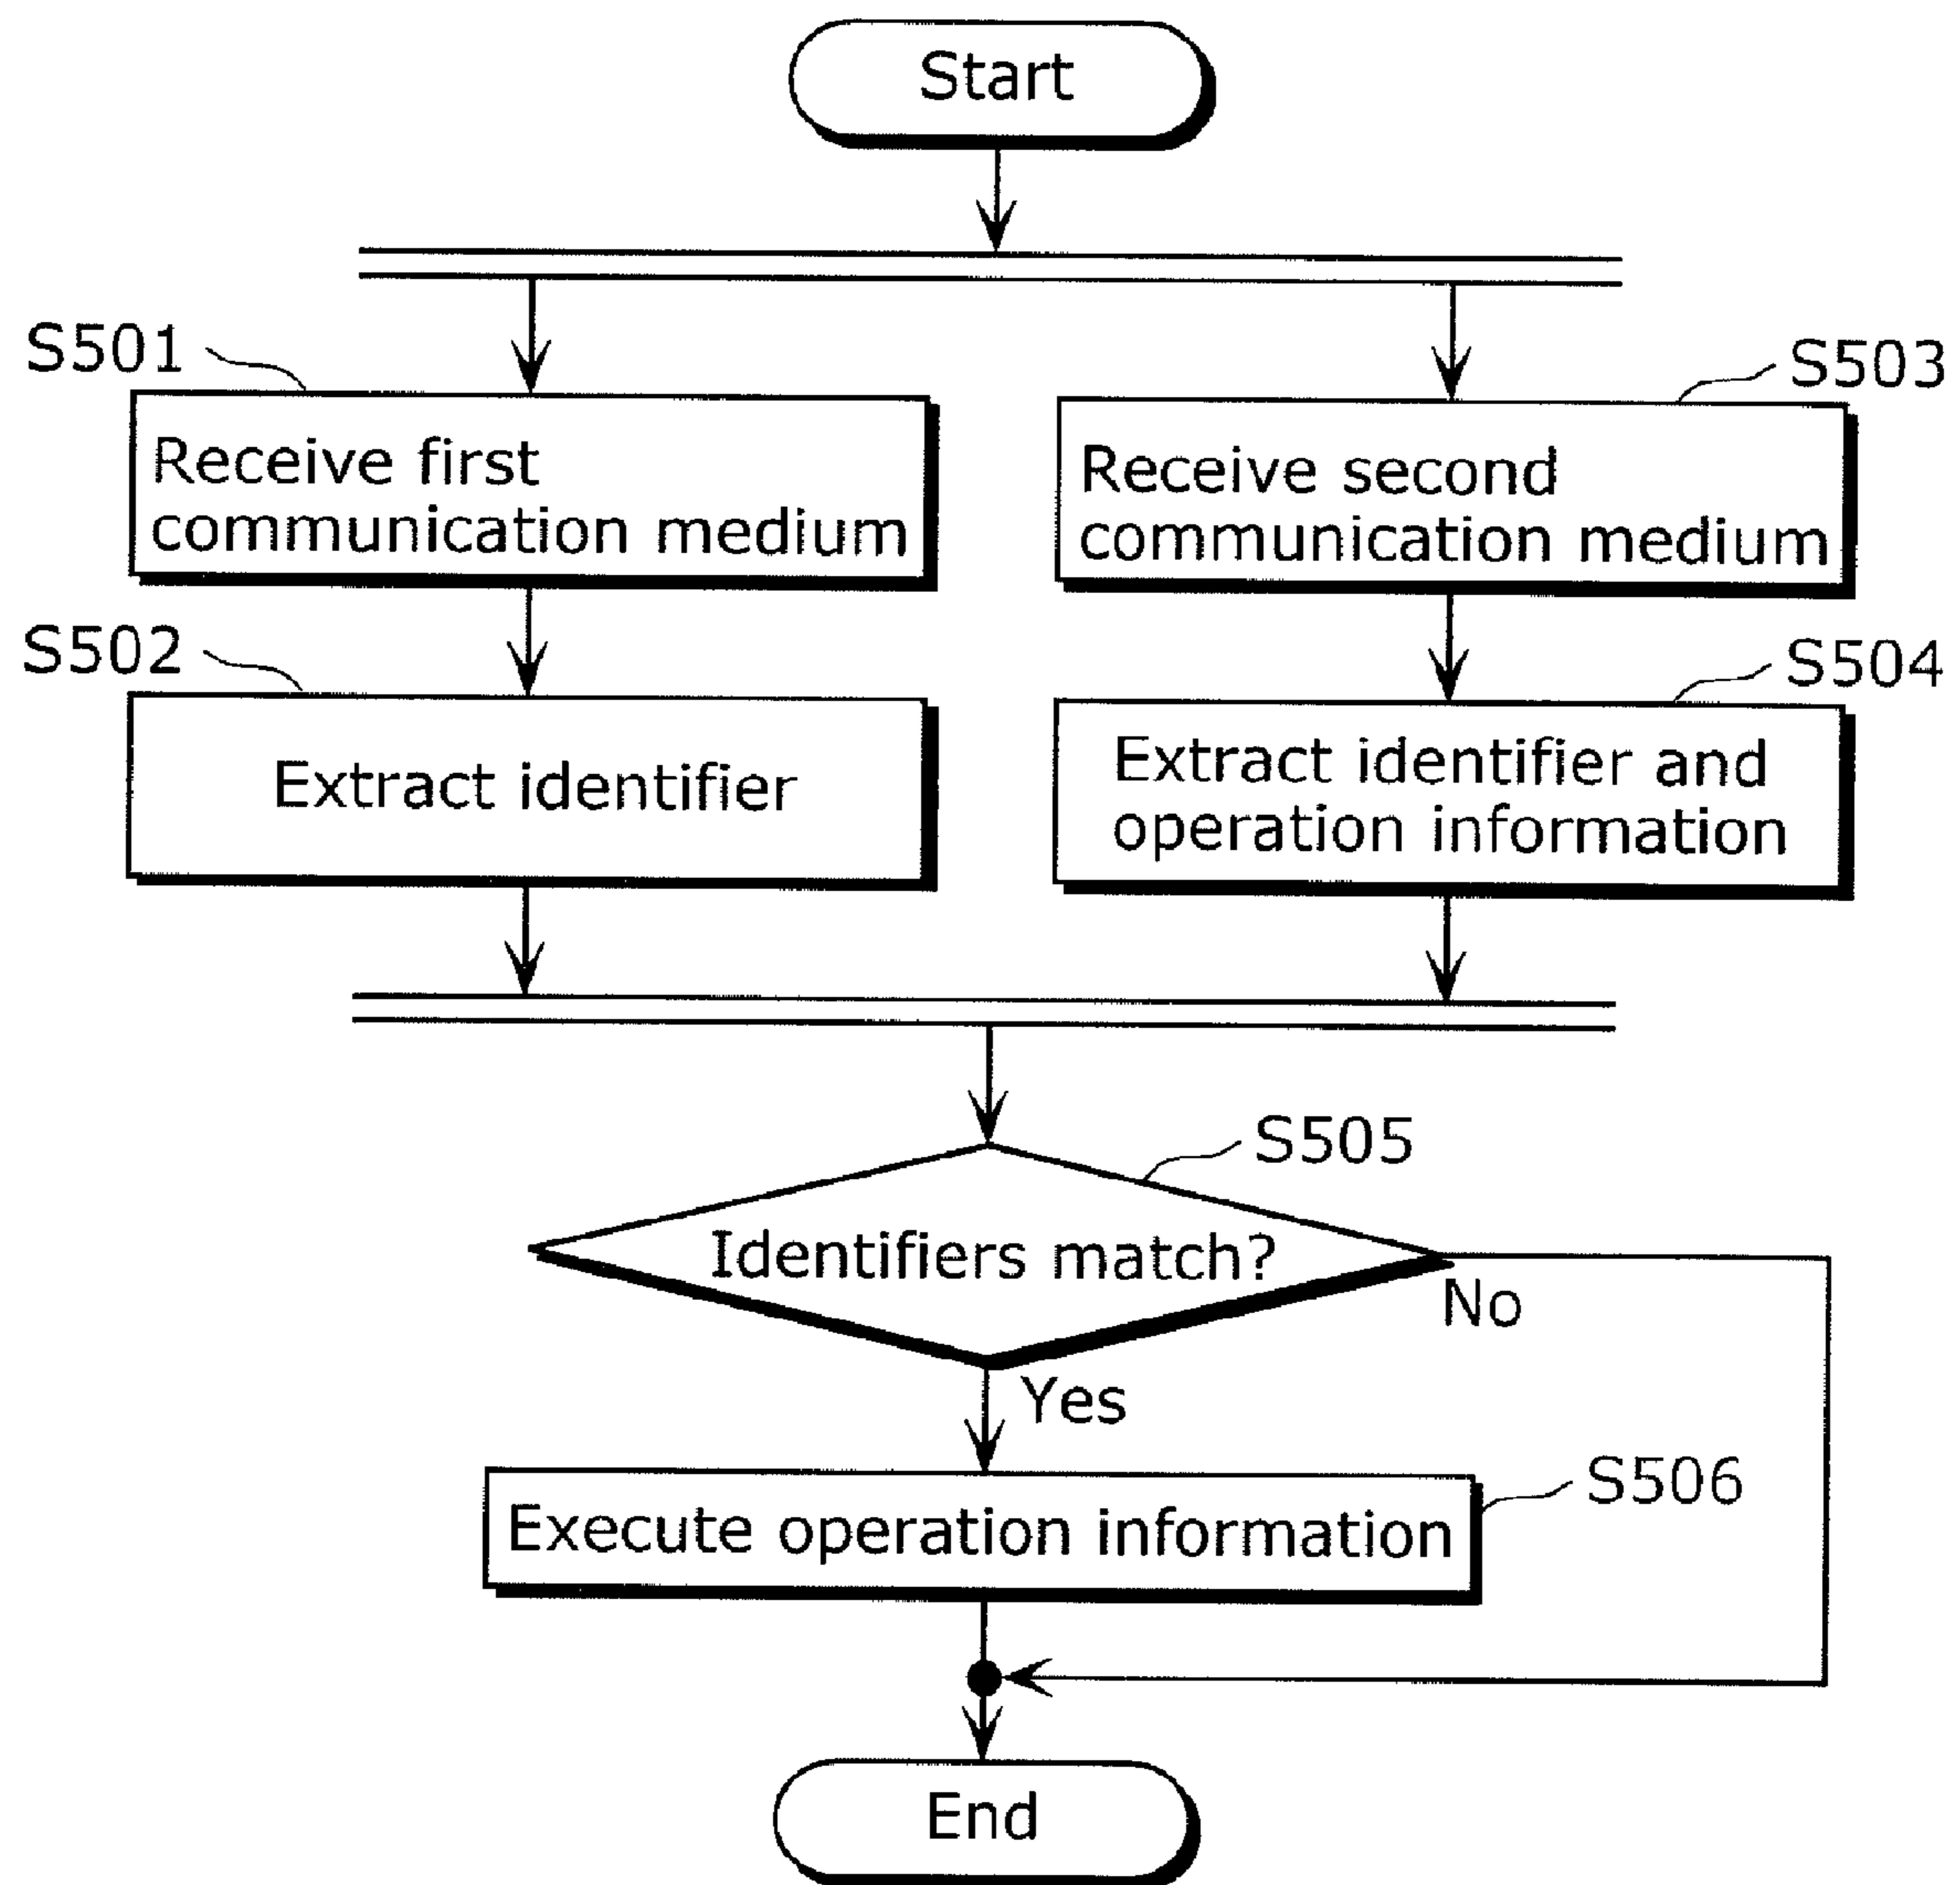 Start
S501
Receive first
communication medium
S503
Receive second
communication medium
S502
Extract identifier
S504
Extract identifier and
operation information
S505
Identifiers match?
No
Yes
S506
Execute operation information
End